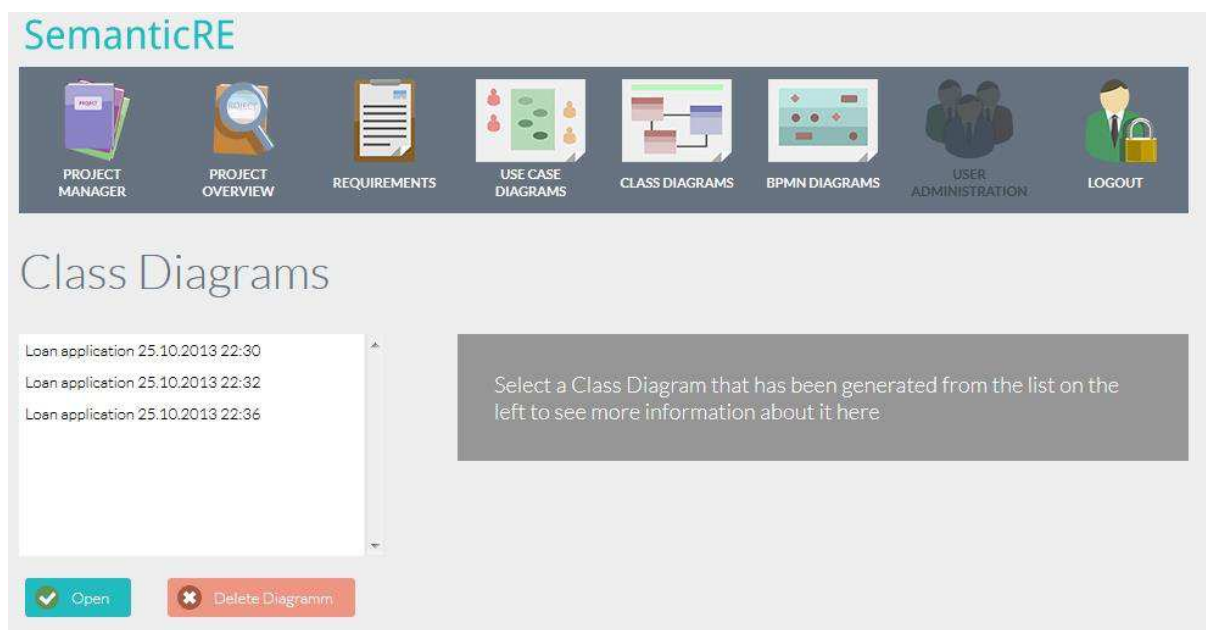 SemanticRE
PROJECT
PROJECT
PROJECT
MANAGER
PROJECT
OVERVIEW
REQUIREMENTS
USE CASE
DIAGRAMS
CLASS DIAGRAMS
BPMN DIAGRAMS
USER
ADMINISTRATION
LOGOUT
Class Diagrams
Loan application 25.10.2013 22:30
Loan application 25.10.2013 22:32
Loan application 25.10.2013 22:36
Select a Class Diagram that has been generated from the list on the
left to see more information about it here
Open
Delete Diagramm